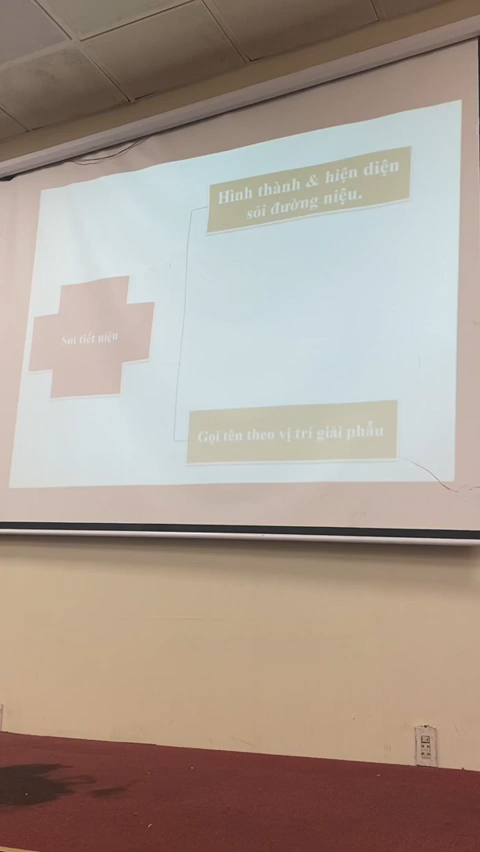 Hình thành & hiện diện
sỏi đường niệu.
Sỏi tiết niệu
Gọi tên theo vị trí giải phẫu